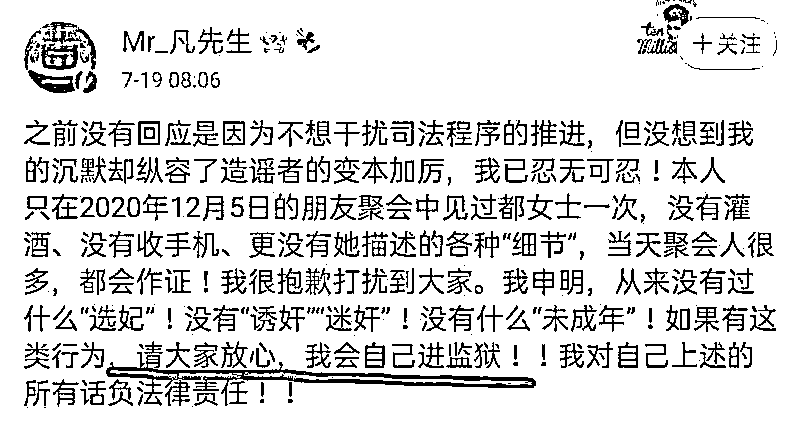 Mr_凡先生
ten
Millio
＋关注
7-19 08:06
之前没有回应是因为不想干扰司法程序的推进，但没想到我
的沉默却纵容了造谣者的变本加厉，我已忍无可忍！本人
只在2020年12月5日的朋友聚会中见过都女士一次，没有灌
酒、没有收手机、更没有她描述的各种“细节”，当天聚会人很
多，都会作证！我很抱歉打扰到大家。我申明，从来没有过
什么“选妃”！没有“诱奸”“迷奸”！没有什么“未成年”！如果有这
类行为，请大家放心，我会自己进监狱！！我对自己上述的
所有话负法律责任！！